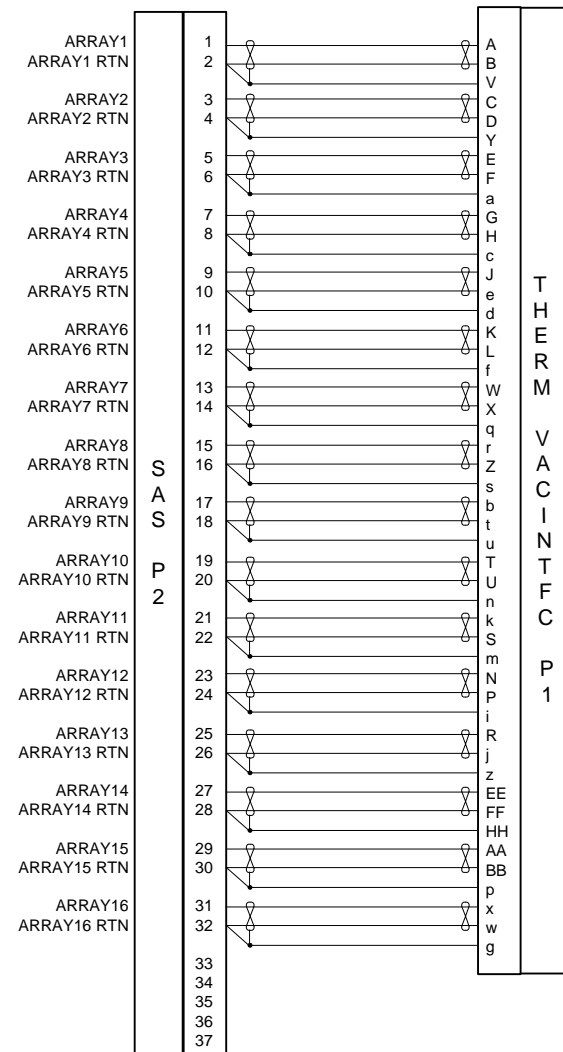 ARRAY1 1 A
ARRAY1 RTN 2 B
V
ARRAY2 3 C
ARRAY2 RTN 4 D
Y
ARRAY3 5 E
ARRAY3 RTN 6 F
a
ARRAY4 7 G
ARRAY4 RTN 8 H
c
ARRAY5 9 J
ARRAY5 RTN 10 e
d
ARRAY6 11 K
ARRAY6 RTN 12 L
f
ARRAY7 13 W
ARRAY7 RTN 14 X
q
ARRAY8 15 r
ARRAY8 RTN 16 Z
s
ARRAY9 17 b
ARRAY9 RTN 18 t
u
ARRAY10 19 T
ARRAY10 RTN 20 U
n
ARRAY11 21 k
ARRAY11 RTN 22 S
m
ARRAY12 23 N
ARRAY12 RTN 24 P
i
ARRAY13 25 R
ARRAY13 RTN 26 j
z
ARRAY14 27 EE
ARRAY14 RTN 28 FF
HH
ARRAY15 29 AA
ARRAY15 RTN 30 BB
p
ARRAY16 31 x
ARRAY16 RTN 32 w
g
33
34
35
36
37
SAS P2
THERM VACINTFC P1